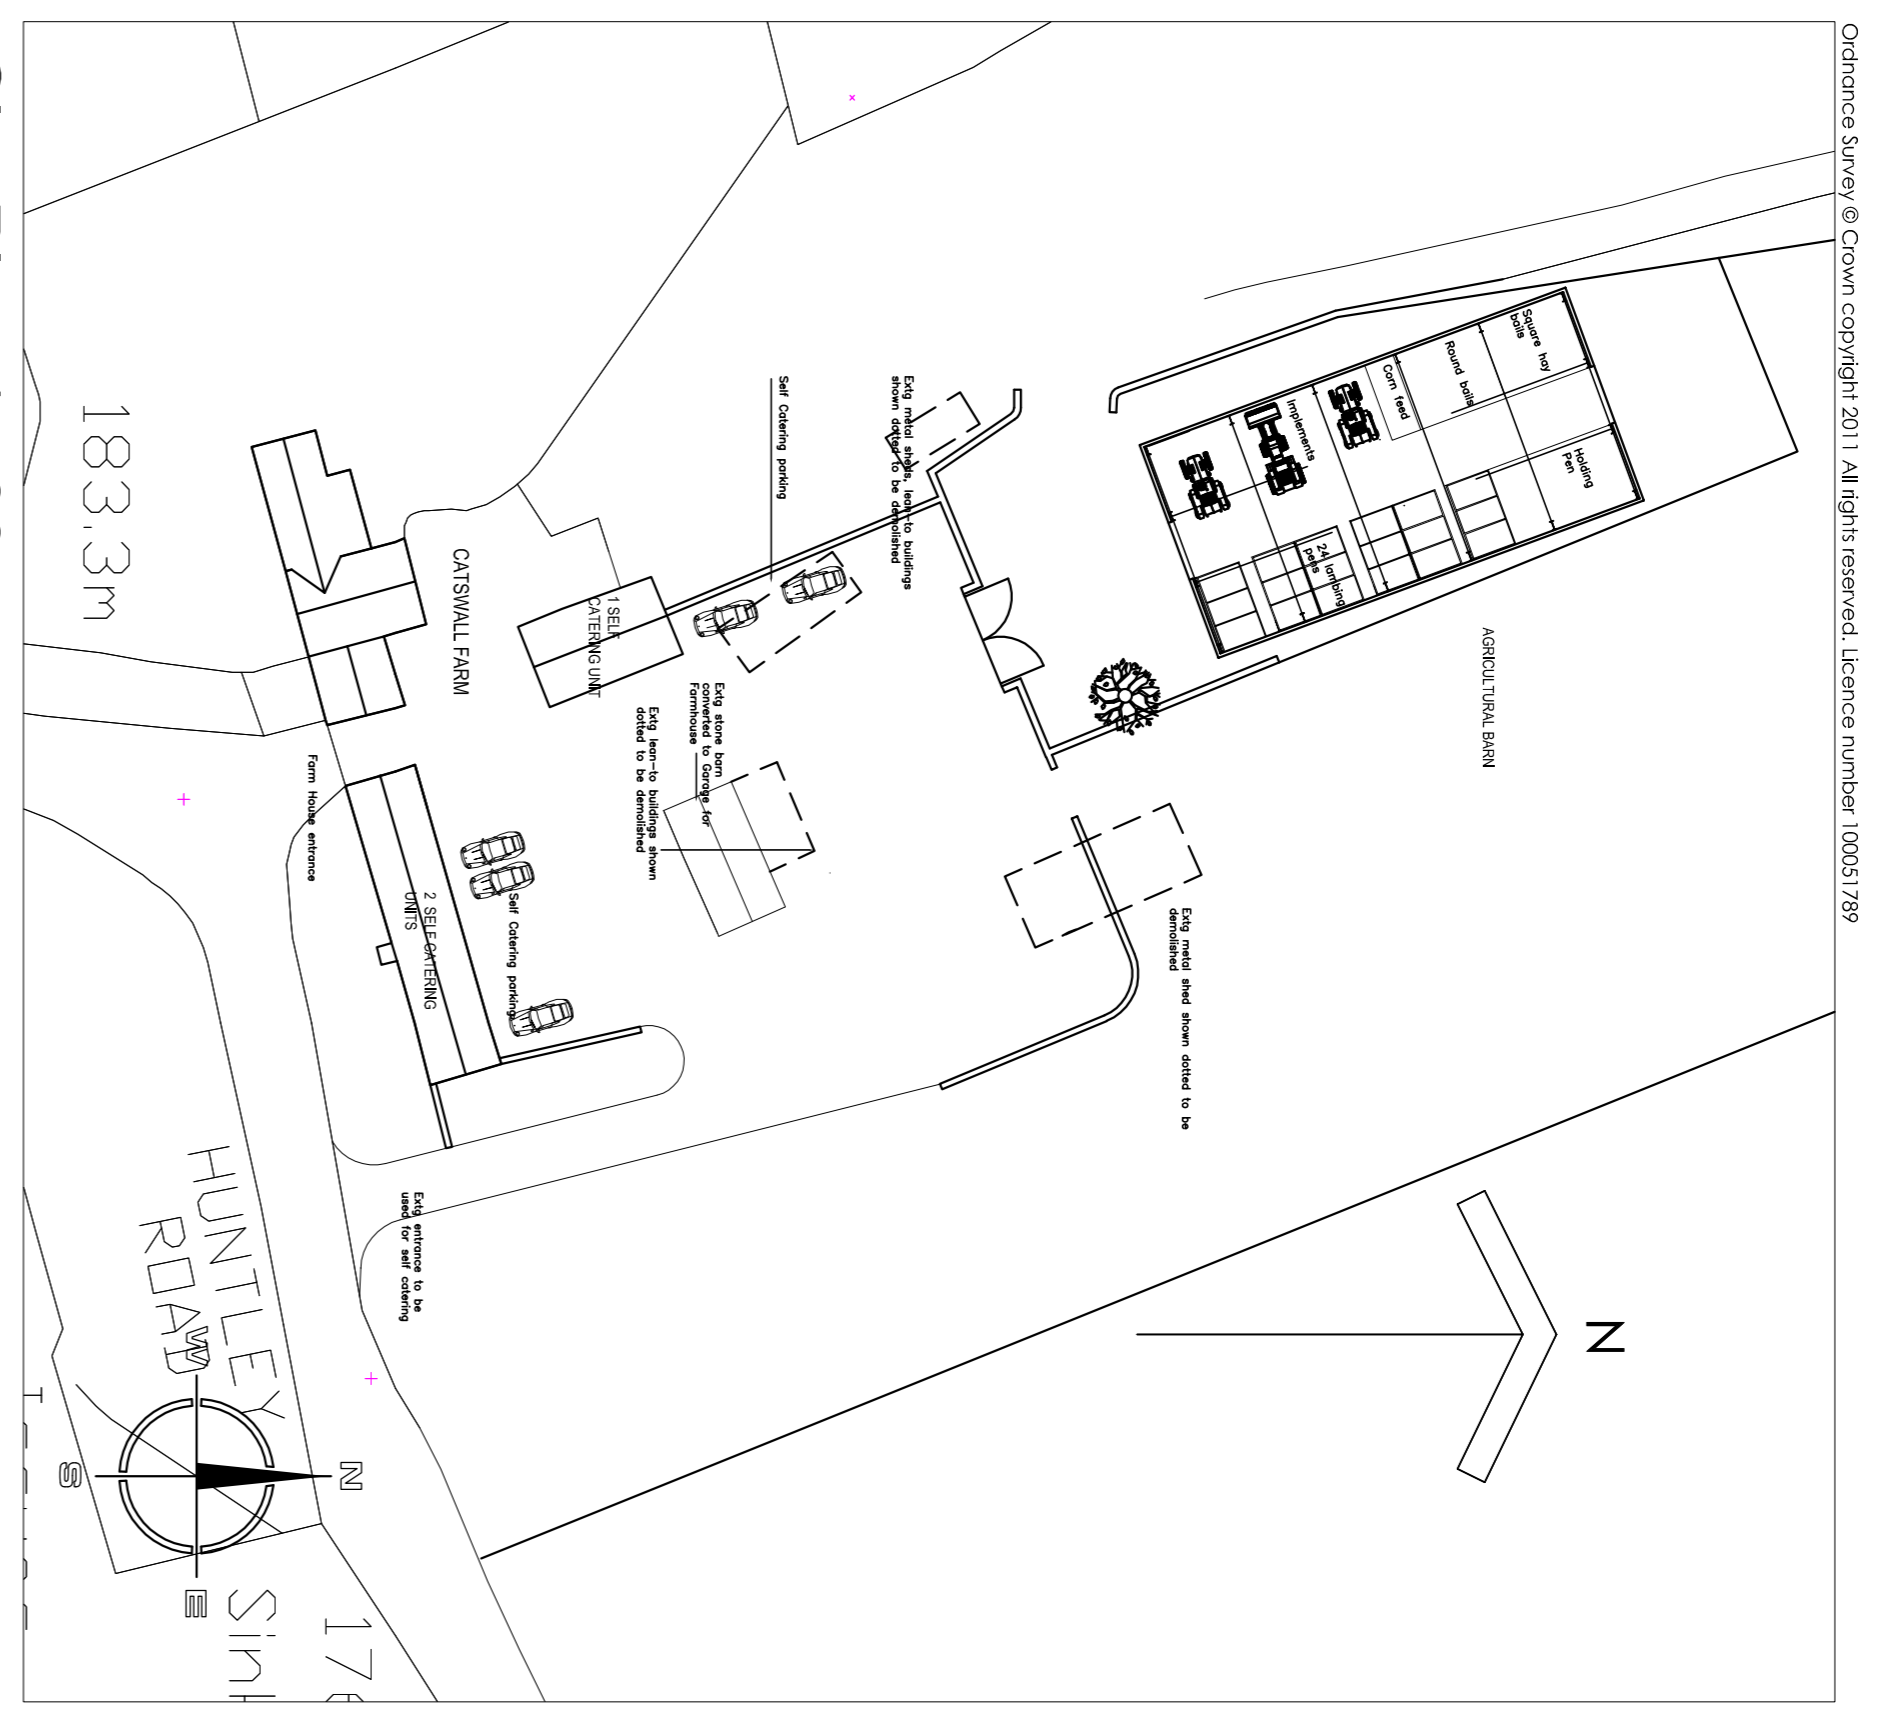 Ordnance Survey © Crown copyright 2011 All rights reserved. Licence number 100051789
Square hay
bails
Round bails
Corn feed
Holding
Pen
Implements
24 lambing
pens
AGRICULTURAL BARN
N
Extg metal sheds, lean-to buildings
shown dotted to be demolished
Self Catering parking
Extg metal shed shown dotted to be
demolished
1 SELF
CATERING UNIT
Extg stone barn
converted to Garage for
Farmhouse
Extg lean-to buildings shown
dotted to be demolished
CATSWALL FARM
Self Catering parking
2 SELF CATERING
UNITS
Farm House entrance
Extg entrance to be
used for self catering
183.3m
HUNTLEY
ROAD
N
W
E
S